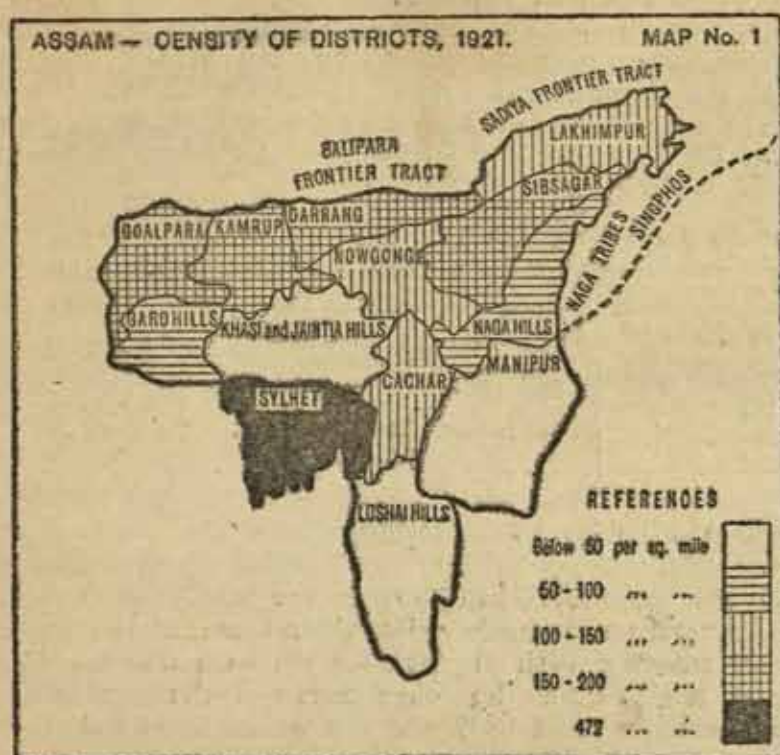 ASSAM — DENSITY OF DISTRICTS, 1921. MAP No. 1
SADIYA FRONTIER TRACT
LAKHIMPUR
BALIPARA
FRONTIER TRACT
SIBSAGAR
DARRANG
GOALPARA
KAMRUP
NOWGONG
NAGA TRIBES
SINGPHOS
GARO HILLS
KHASI and JAINTIA HILLS
NAGA HILLS
MANIPUR
CACHAR
SYLHET
LUSHAI HILLS
REFERENCES
Below 50 per sq. mile
50-100 ... ...
100-150 ... ...
150-200 ... ...
472 ... ...